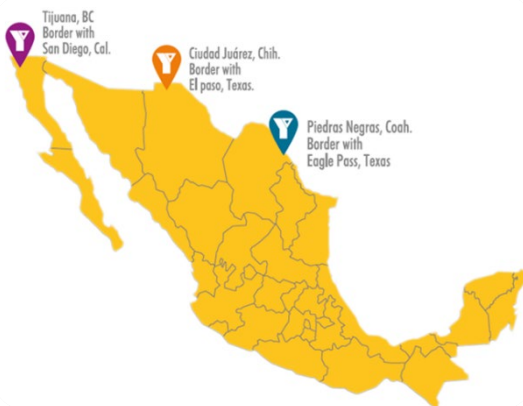 Tijuana, BC
Border with
San Diego, Cal.
Ciudad Juárez, Chih.
Border with
El paso, Texas.
Piedras Negras, Coah.
Border with
Eagle Pass, Texas